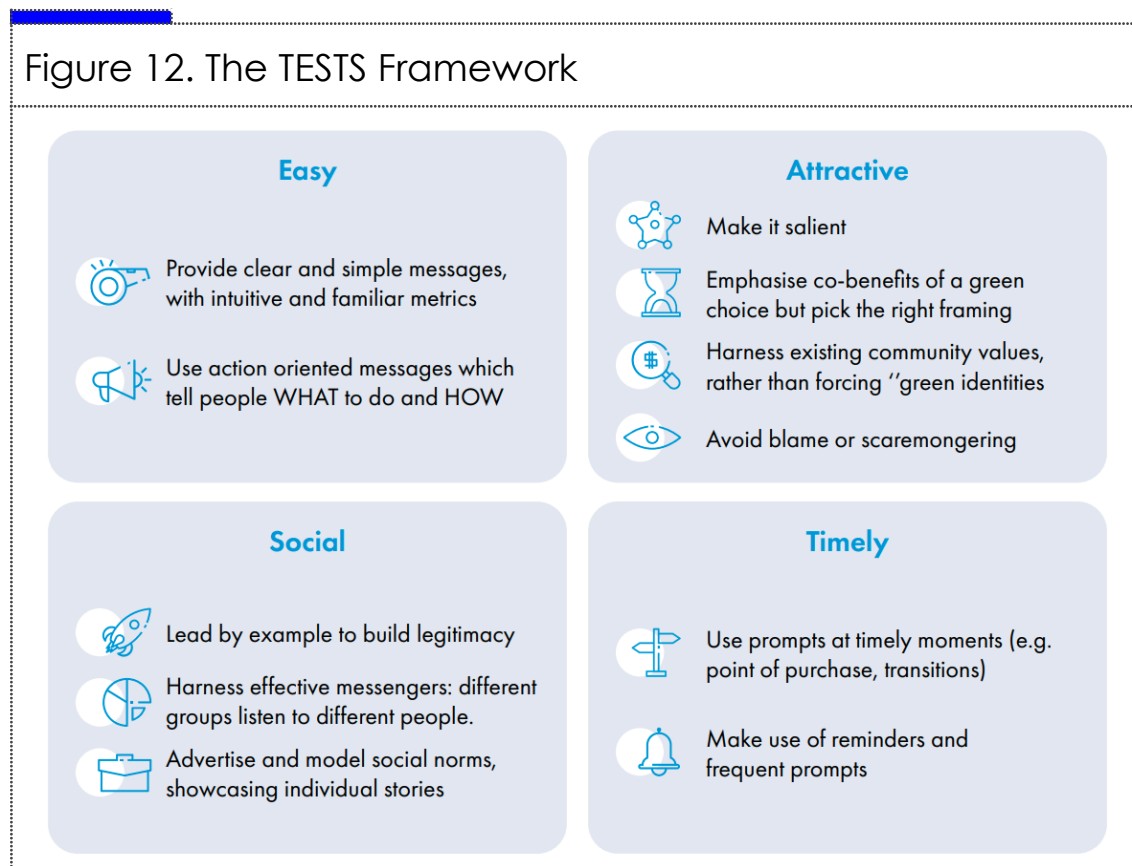 Figure 12. The TESTS Framework
Easy
Provide clear and simple messages,
with intuitive and familiar metrics
Use action oriented messages which
tell people WHAT to do and HOW
Attractive
Make it salient
Emphasise co-benefits of a green
choice but pick the right framing
Harness existing community values,
rather than forcing ‘’green identities
Avoid blame or scaremongering
Social
Lead by example to build legitimacy
Harness effective messengers: different
groups listen to different people.
Advertise and model social norms,
showcasing individual stories
Timely
Use prompts at timely moments (e.g.
point of purchase, transitions)
Make use of reminders and
frequent prompts